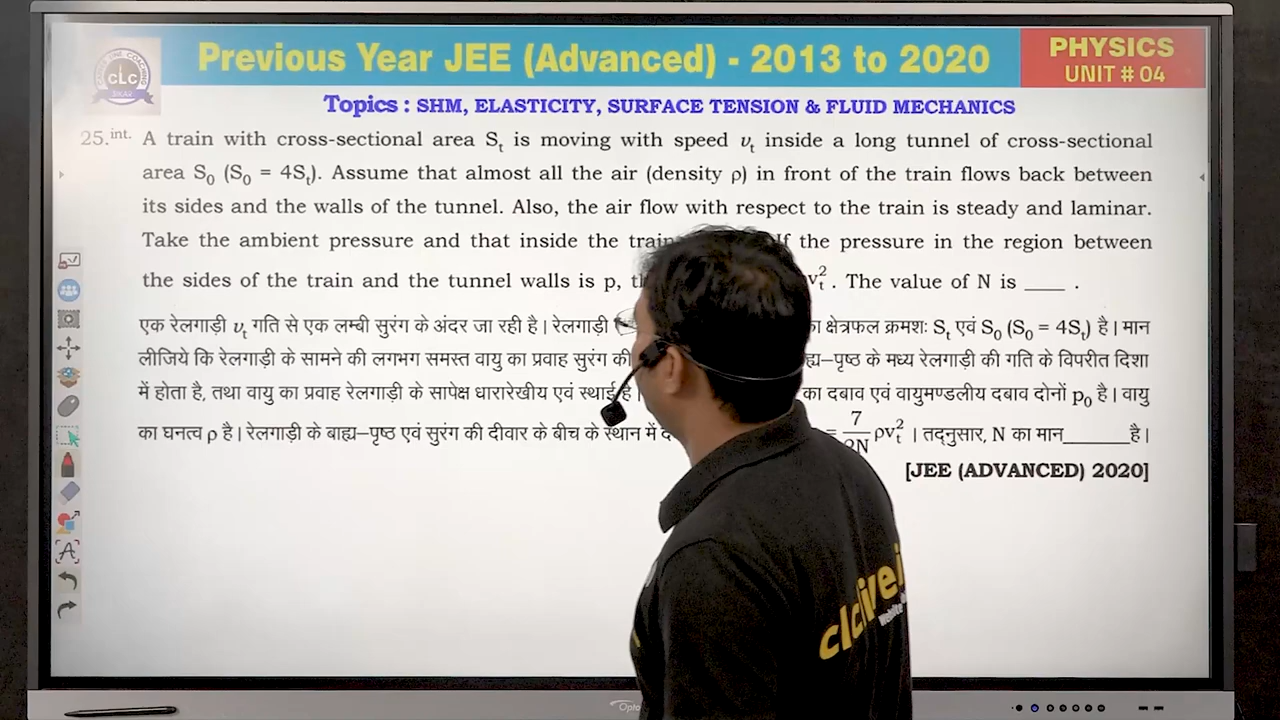 Previous Year JEE (Advanced) - 2013 to 2020
PHYSICS
UNIT # 04
CLC
SIKAR
Topics : SHM, ELASTICITY, SURFACE TENSION & FLUID MECHANICS
25.int. A train with cross-sectional area St is moving with speed vt inside a long tunnel of cross-sectional
area S0 (S0 = 4St). Assume that almost all the air (density ρ) in front of the train flows back between
its sides and the walls of the tunnel. Also, the air flow with respect to the train is steady and laminar.
Take the ambient pressure and that inside the train If the pressure in the region between
the sides of the train and the tunnel walls is p, vt². The value of N is ____ .
एक रेलगाड़ी vt गति से एक लम्बी सुरंग के अंदर जा रही है। रेलगाड़ी का क्षेत्रफल क्रमशः St एवं S0 (S0 = 4St) है। मान
लीजिये कि रेलगाड़ी के सामने की लगभग समस्त वायु का प्रवाह सुरंग की के मध्य रेलगाड़ी की गति के विपरीत दिशा
में होता है, तथा वायु का प्रवाह रेलगाड़ी के सापेक्ष धारारेखीय एवं स्थाई है। का दबाव एवं वायुमण्डलीय दबाव दोनों p0 है। वायु
का घनत्व ρ है। रेलगाड़ी के बाह्य–पृष्ठ एवं सुरंग की दीवार के बीच के स्थान में = 7/2N ρvt² । तद्नुसार, N का मान_______है।
[JEE (ADVANCED) 2020]
clclive.i